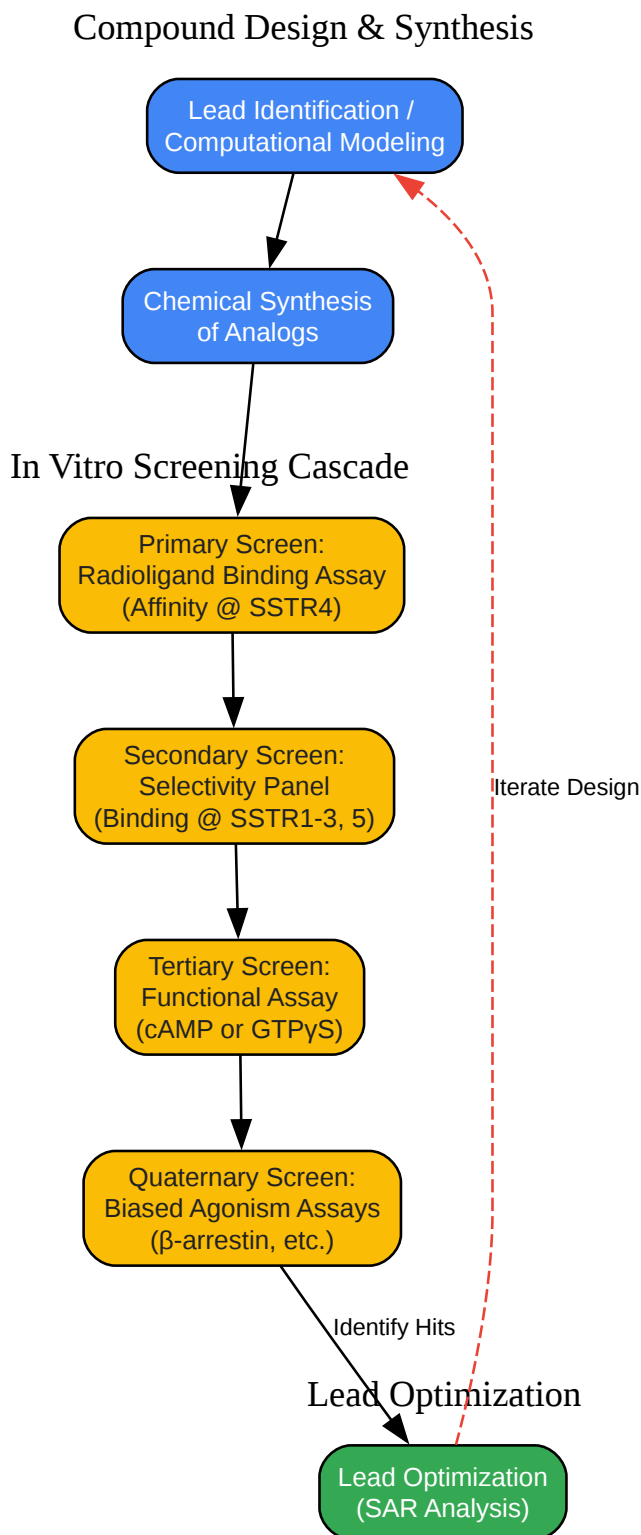 Compound Design & Synthesis
Lead Identification /
Computational Modeling
Chemical Synthesis
of Analogs
In Vitro Screening Cascade
Primary Screen:
Radioligand Binding Assay
(Affinity @ SSTR4)
Secondary Screen:
Selectivity Panel
(Binding @ SSTR1-3, 5)
Iterate Design
Tertiary Screen:
Functional Assay
(cAMP or GTPγS)
Quaternary Screen:
Biased Agonism Assays
(β-arrestin, etc.)
Identify Hits
Lead Optimization
Lead Optimization
(SAR Analysis)